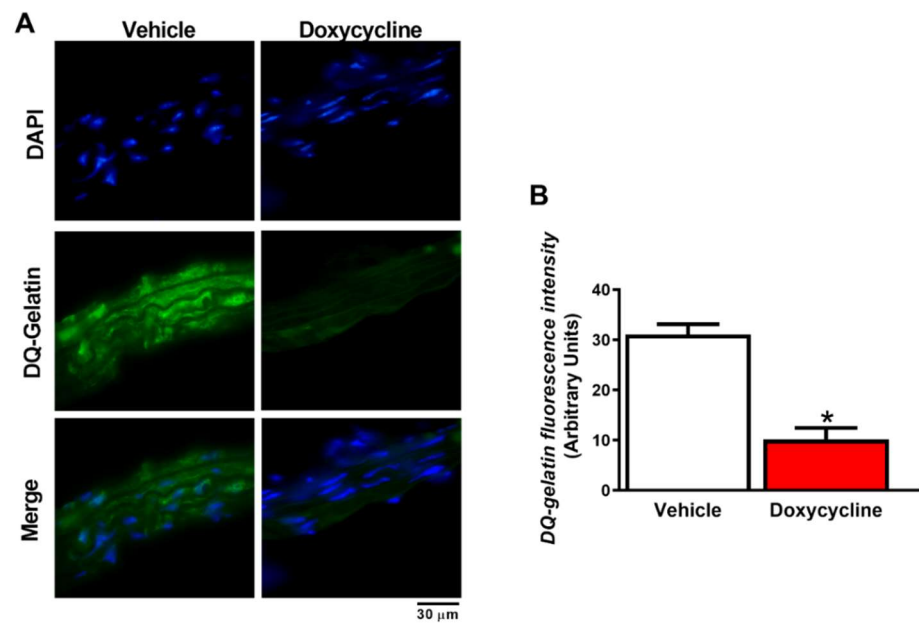 A
Vehicle Doxycycline
DAPI
DQ-Gelatin
Merge
30 µm
B
DQ-gelatin fluorescence intensity
(Arbitrary Units)
40
30
20
10
0
*
Vehicle Doxycycline